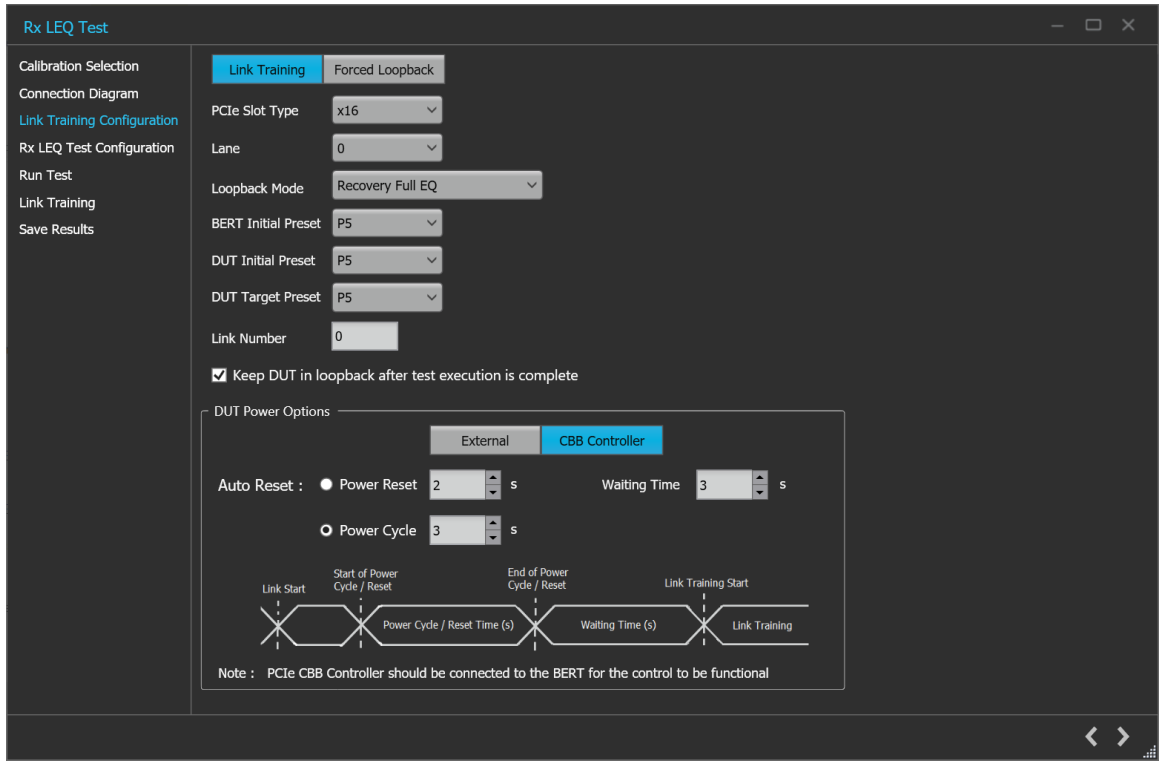 Rx LEQ Test
Calibration Selection
Connection Diagram
Link Training Configuration
Rx LEQ Test Configuration
Run Test
Link Training
Save Results
Link Training Forced Loopback
PCIe Slot Type x16
Lane 0
Loopback Mode Recovery Full EQ
BERT Initial Preset P5
DUT Initial Preset P5
DUT Target Preset P5
Link Number 0
Keep DUT in loopback after test execution is complete
DUT Power Options
External CBB Controller
Auto Reset : Power Reset 2 s Waiting Time 3 s
Power Cycle 3 s
Link Start
Start of Power
Cycle / Reset
End of Power
Cycle / Reset
Link Training Start
Power Cycle / Reset Time (s) Waiting Time (s) Link Training
Note : PCIe CBB Controller should be connected to the BERT for the control to be functional